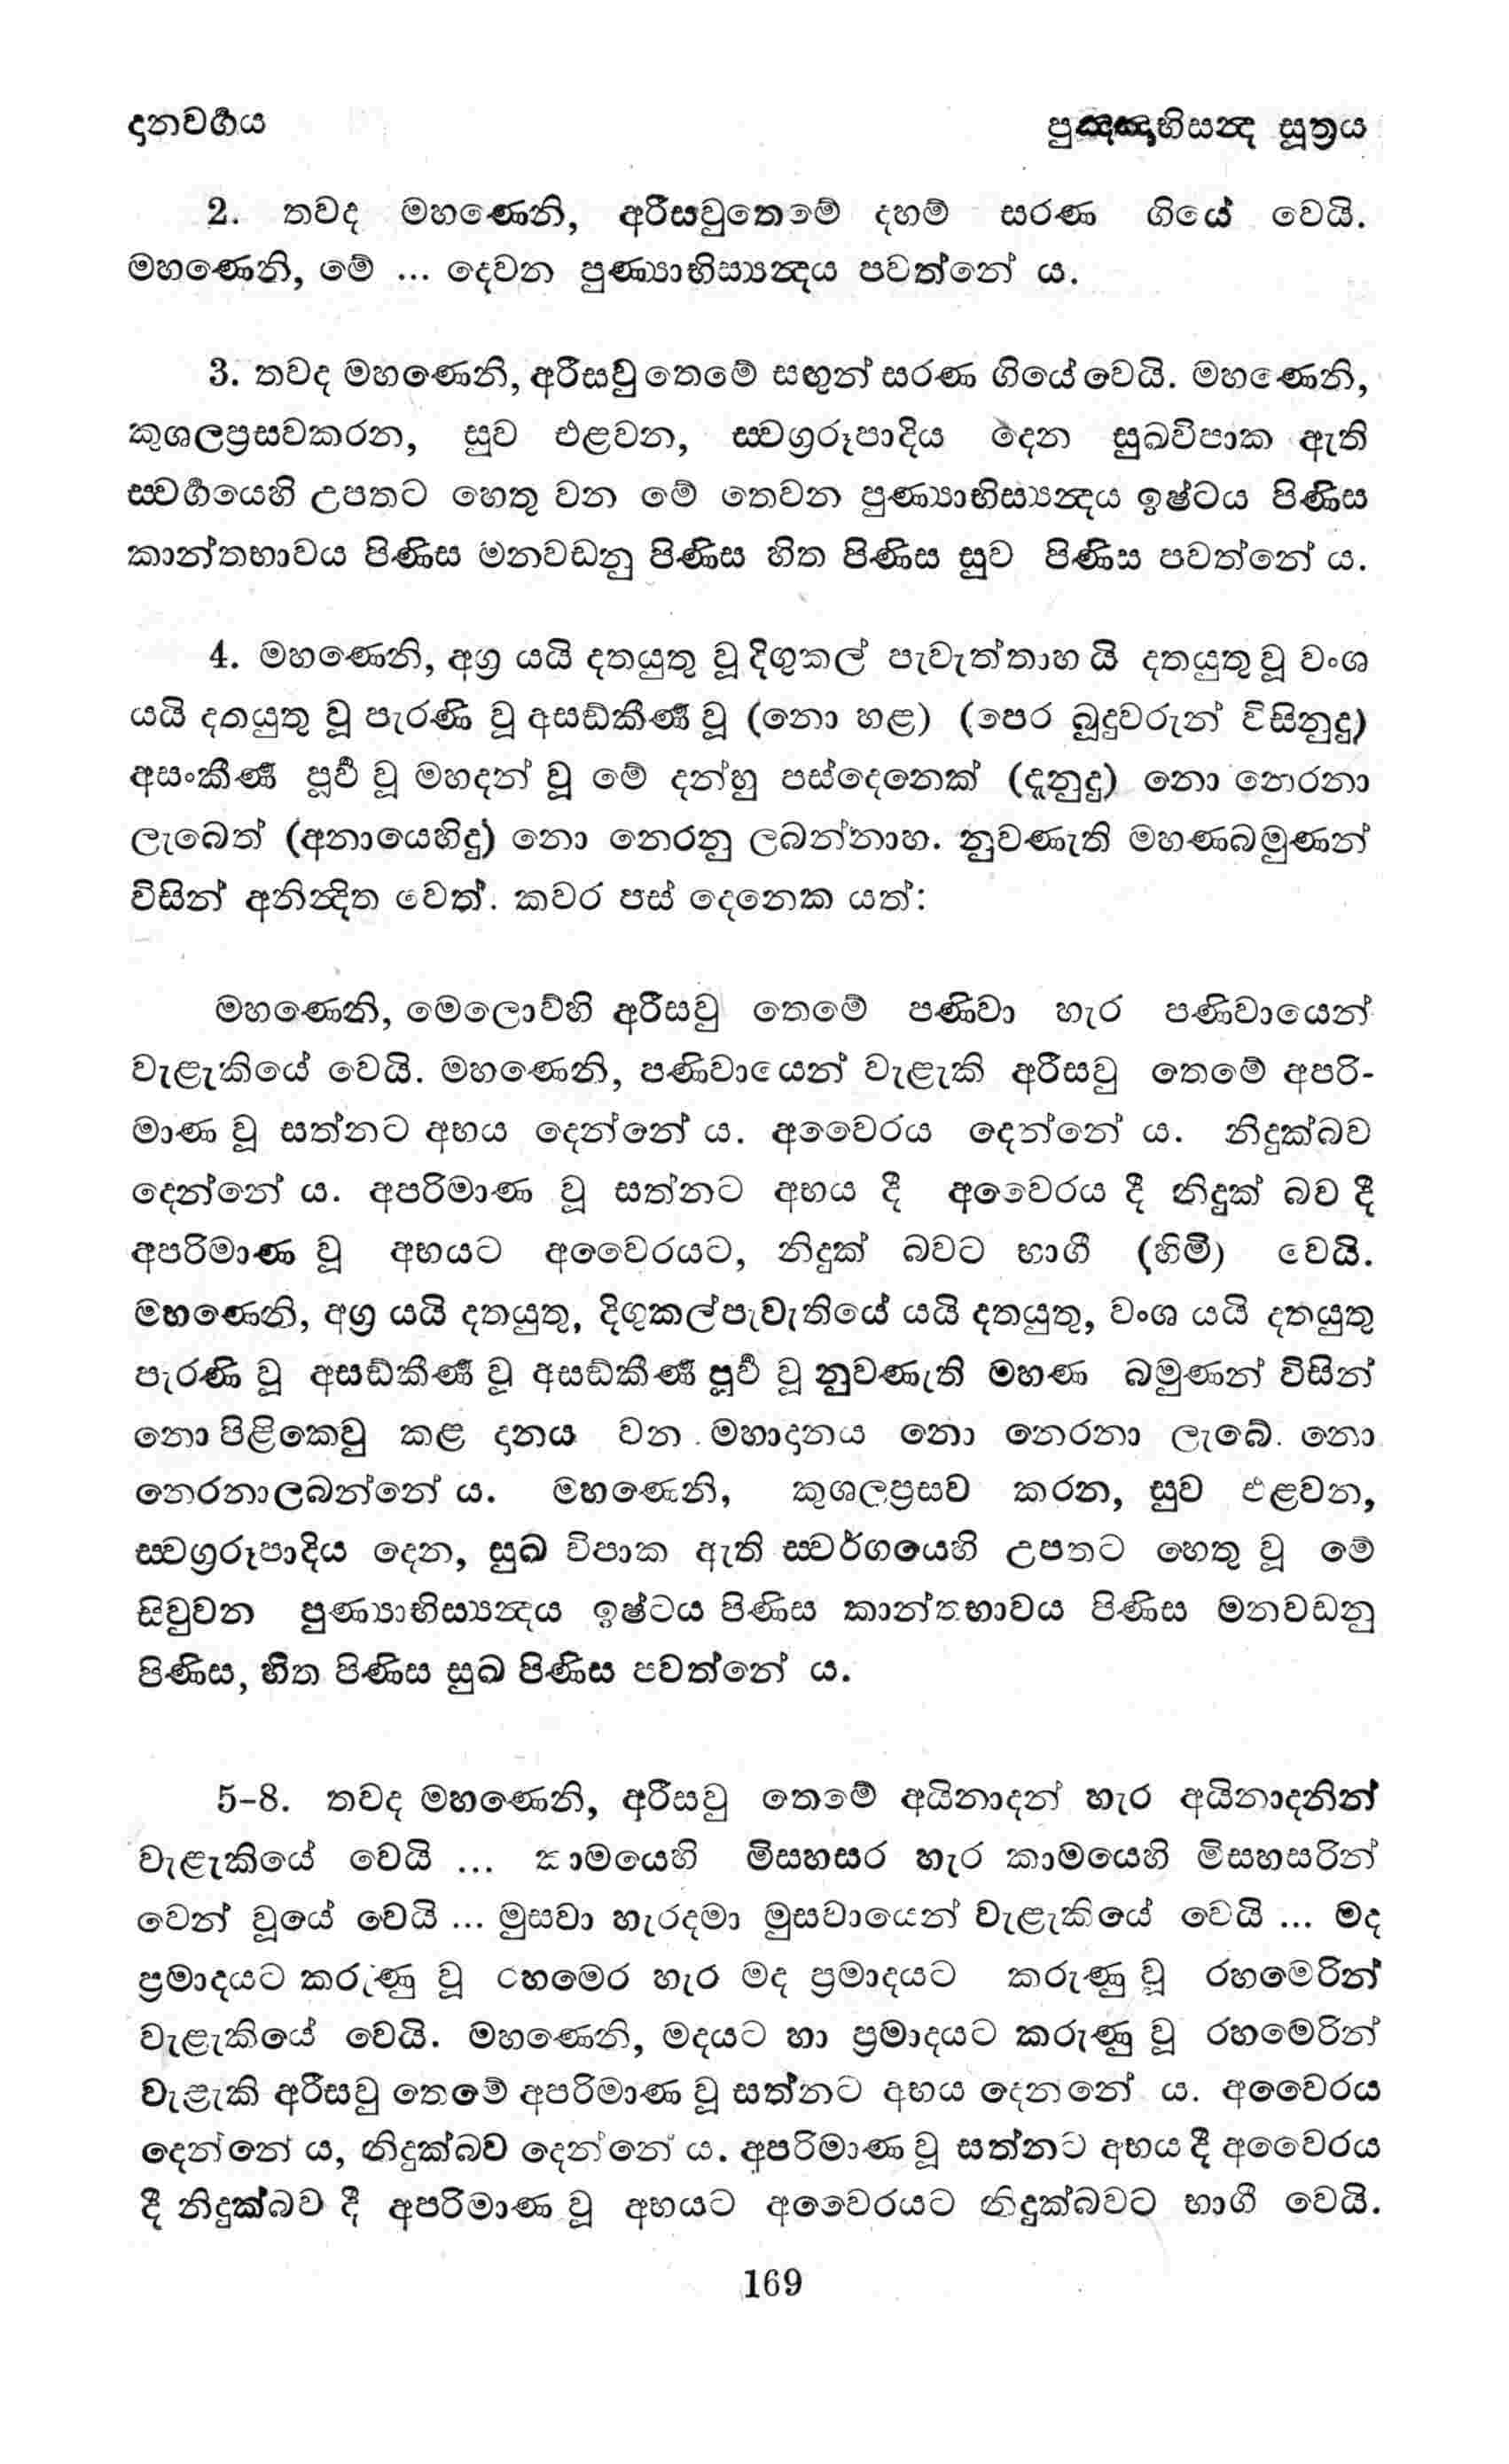 දානවර්‍ගය
පුඤ්ඤාභිසන්‍ද සූත්‍රය
2. තවද මහණෙනි, අරීසවුතෙමේ දහම් සරණ ගියේ වෙයි.
මහණෙනි, මේ ... දෙවන පුණ්‍යාභිස්‍යන්‍දය පවත්නේ ය.
3. තවද මහණෙනි, අරීසවු තෙමේ සඟුන් සරණ ගියේ වෙයි. මහණෙනි,
කුශලප්‍රසවකරන, සුව එළවන, ස්‍වග්‍රරූපාදිය දෙන සුඛවිපාක ඇති
ස්‍වර්‍ගයෙහි උපතට හෙතු වන මේ තෙවන පුණ්‍යාභිස්‍යන්‍දය ඉෂ්ටය පිණිස
කාන්තභාවය පිණිස මනවඩනු පිණිස හිත පිණිස සුව පිණිස පවත්නේ ය.
4. මහණෙනි, අග්‍ර යයි දතයුතු වූ දිගුකල් පැවැත්තාහ යි දතයුතු වූ වංශ
යයි දතයුතු වූ පැරණි වූ අසඞ්කීර්‍ණ වූ (නො හළ) (පෙර බුදුවරුන් විසිනුදු)
අසංකීර්‍ණ පූර්‍ව වූ මහදන් වූ මේ දන්හු පස්දෙනෙක් (දැනුදු) නො නෙරනා
ලැබෙත් (අනායෙහිදු) නො නෙරනු ලබන්නාහ. නුවණැති මහණබමුණන්
විසින් අනින්‍දිත වෙත්. කවර පස් දෙනෙක යත්:
මහණෙනි, මෙලොව්හි අරීසවු තෙමේ පණිවා හැර පණිවායෙන්
වැළැකියේ වෙයි. මහණෙනි, පණිවායෙන් වැළැකි අරීසවු තෙමේ අපරි-
මාණ වූ සත්නට අභය දෙන්නේ ය. අවෛරය දෙන්නේ ය. නිදුක්බව
දෙන්නේ ය. අපරිමාණ වූ සත්නට අභය දී අවෛරය දී නිදුක් බව දී
අපරිමාණ වූ අභයට අවෛරයට, නිදුක් බවට භාගී (හිමි) වෙයි.
මහණෙනි, අග්‍ර යයි දතයුතු, දිගුකල්පැවැතියේ යයි දතයුතු, වංශ යයි දතයුතු
පැරණි වූ අසඞ්කීර්‍ණ වූ අසඞ්කීර්‍ණ පූර්‍ව වූ නුවණැති මහණ බමුණන් විසින්
නො පිළිකෙවු කළ දානය වන මහාදානය නො නෙරනා ලැබේ. නො
නෙරනාලබන්නේ ය. මහණෙනි, කුශලප්‍රසව කරන, සුව එළවන,
ස්‍වග්‍රරූපාදිය දෙන, සුඛ විපාක ඇති ස්‍වර්ගයෙහි උපතට හෙතු වූ මේ
සිවුවන පුණ්‍යාභිස්‍යන්‍දය ඉෂ්ටය පිණිස කාන්තභාවය පිණිස මනවඩනු
පිණිස, හිත පිණිස සුඛ පිණිස පවත්නේ ය.
5-8. තවද මහණෙනි, අරීසවු තෙමේ අයිනාදන් හැර අයිනාදනින්
වැළැකියේ වෙයි ... කාමයෙහි මිසහසර හැර කාමයෙහි මිසහසරින්
වෙන් වූයේ වෙයි ... මුසවා හැරදමා මුසවායෙන් වැළැකියේ වෙයි ... මද
ප්‍රමාදයට කරුණු වූ රහමෙර හැර මද ප්‍රමාදයට කරුණු වූ රහමෙරින්
වැළැකියේ වෙයි. මහණෙනි, මදයට හා ප්‍රමාදයට කරුණු වූ රහමෙරින්
වැළැකි අරීසවු තෙමේ අපරිමාණ වූ සත්නට අභය දෙනනේ ය. අවෛරය
දෙන්නේ ය, නිදුක්බව දෙන්නේ ය. අපරිමාණ වූ සත්නට අභය දී අවෛරය
දී නිදුක්බව දී අපරිමාණ වූ අභයට අවෛරයට නිදුක්බවට භාගී වෙයි.
169